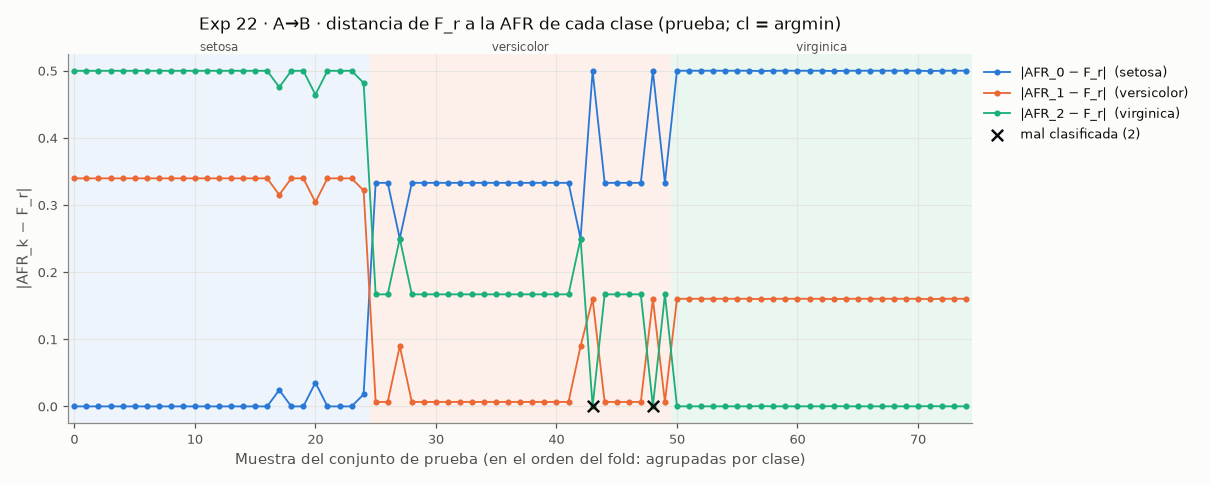 Exp 22 · A→B · distancia de F_r a la AFR de cada clase (prueba; cl = argmin)
setosa
versicolor
virginica
0.5
0.4
0.3
0.2
0.1
0.0
|AFR_k − F_r|
0
10
20
30
40
50
60
70
Muestra del conjunto de prueba (en el orden del fold: agrupadas por clase)
|AFR_0 − F_r| (setosa)
|AFR_1 − F_r| (versicolor)
|AFR_2 − F_r| (virginica)
mal clasificada (2)